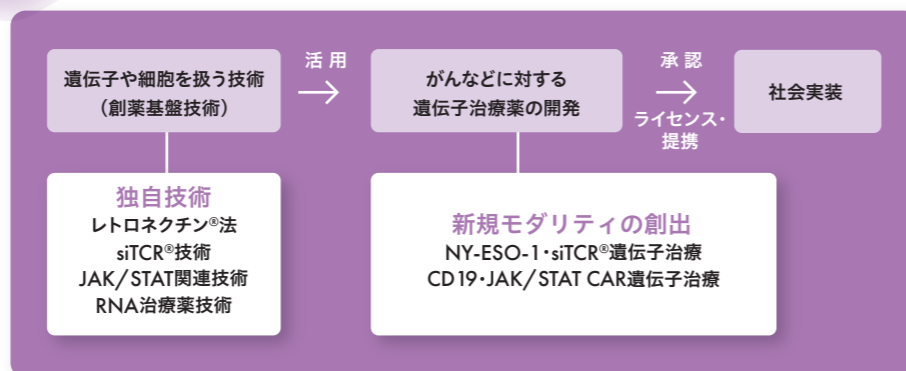 遺伝子や細胞を扱う技術
（創薬基盤技術）
活用
がんなどに対する
遺伝子治療薬の開発
承認
ライセンス・
提携
社会実装
独自技術
レトロネクチン®法
siTCR®技術
JAK/STAT関連技術
RNA治療薬技術
新規モダリティの創出
NY-ESO-1・siTCR®遺伝子治療
CD19・JAK/STAT CAR遺伝子治療